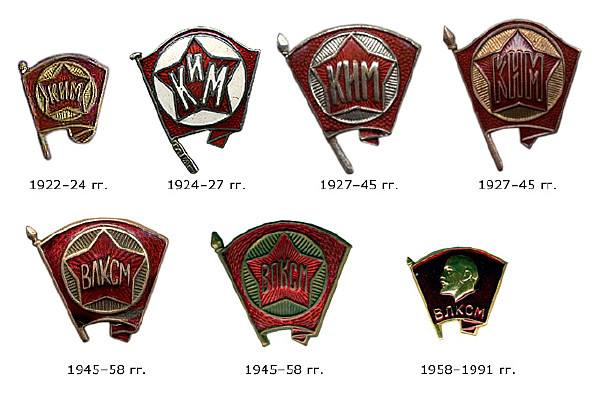 КИМ
КИМ
КИМ
КИМ
1922–24 гг.
1924–27 гг.
1927–45 гг.
1927–45 гг.
ВЛКСМ
ВЛКСМ
ВЛКСМ
1945–58 гг.
1945–58 гг.
1958–1991 гг.